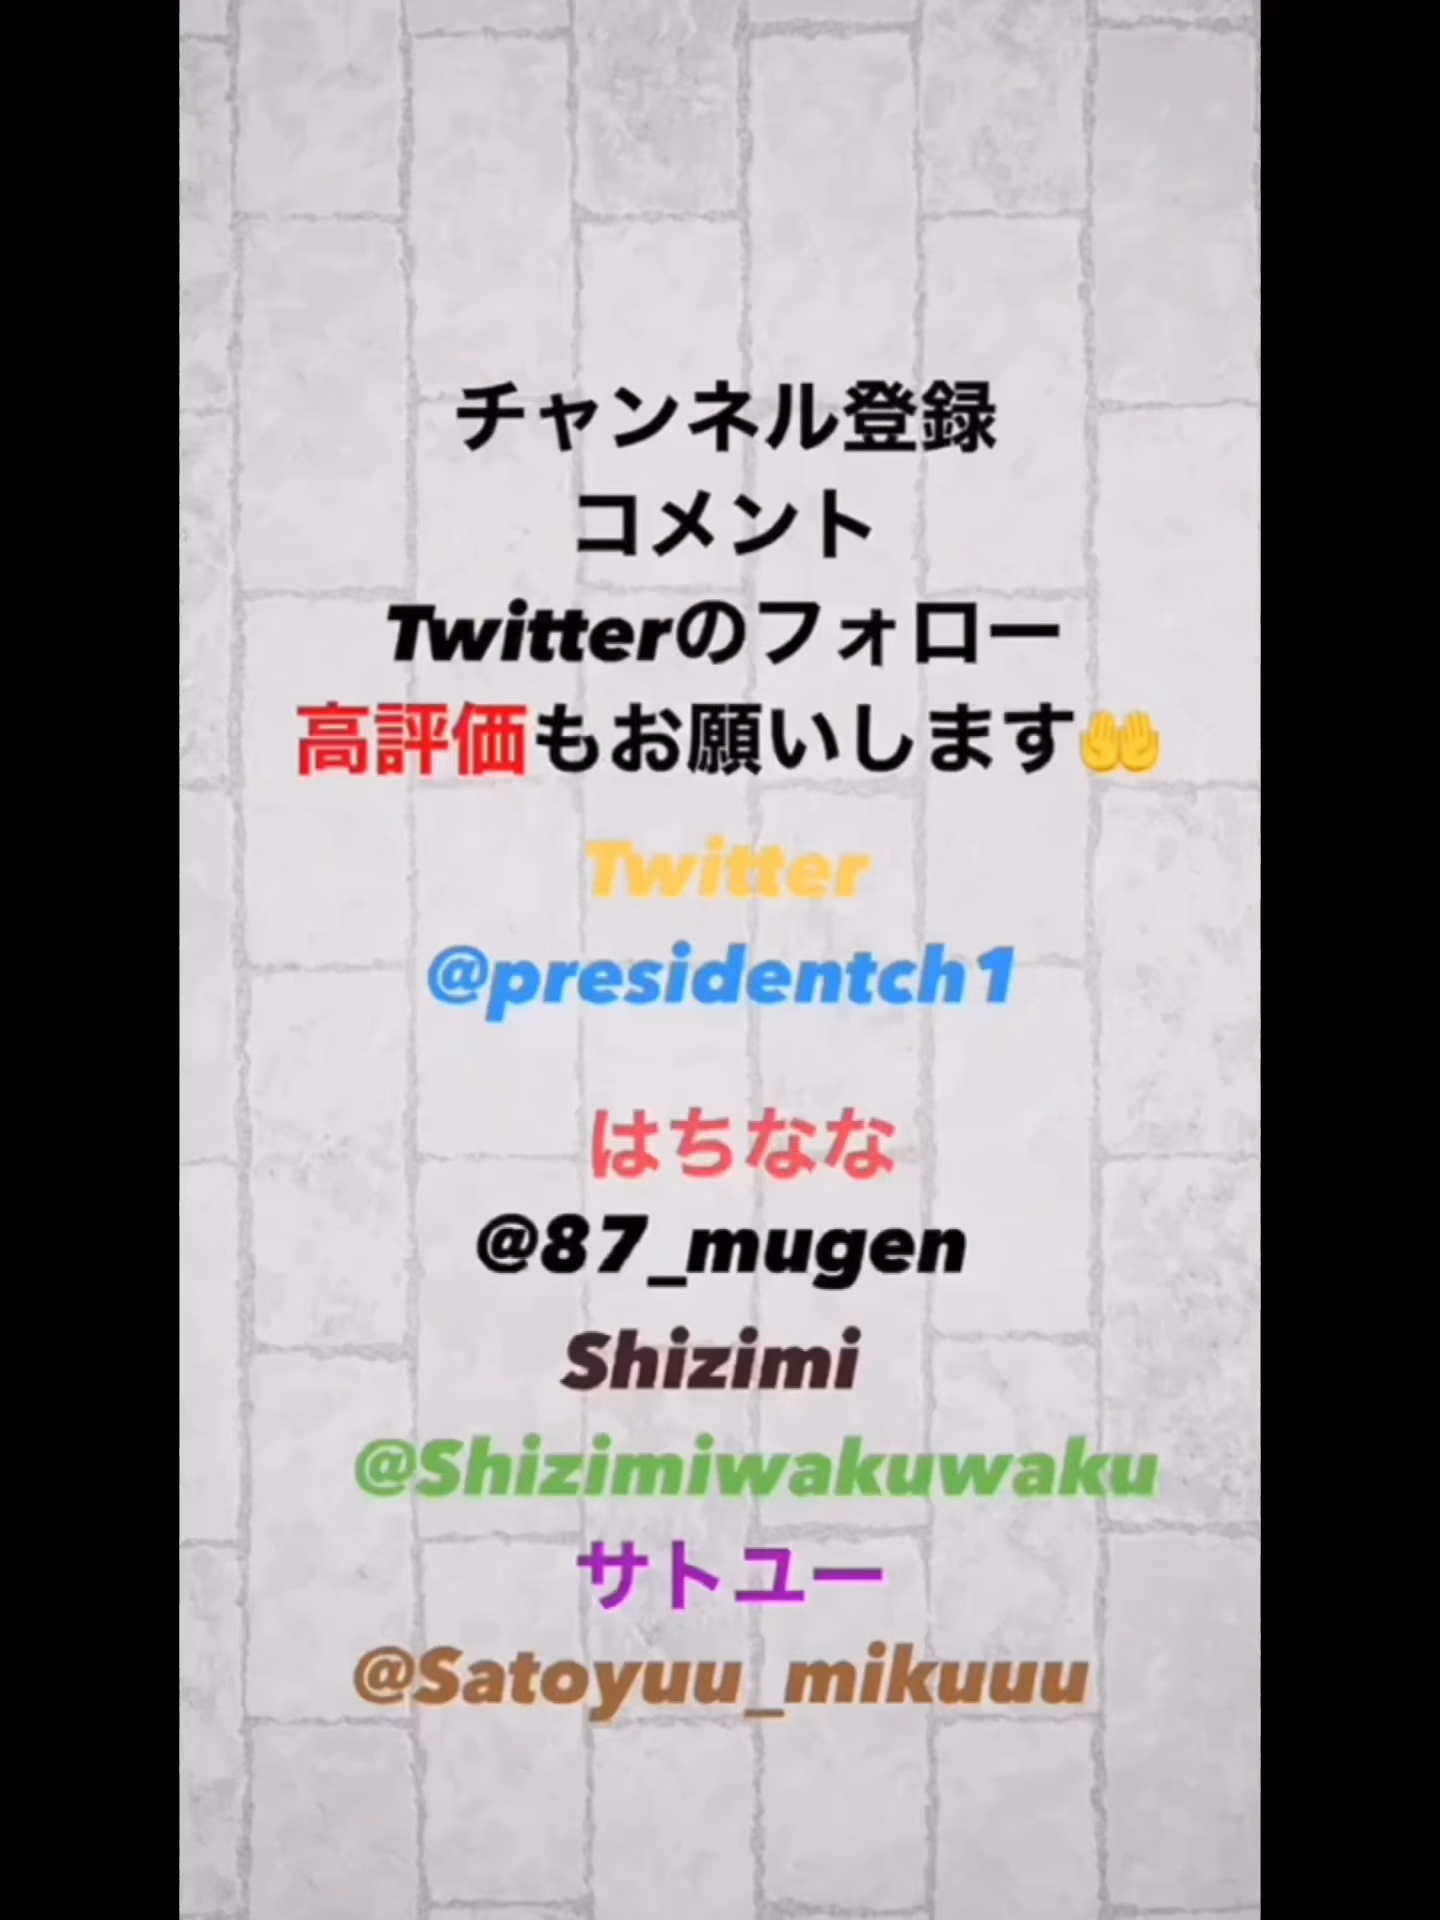 チャンネル登録
コメント
Twitterのフォロー
高評価もお願いします🤲
Twitter
@presidentch1
はちなな
@87_mugen
Shizimi
@Shizimiwakuwaku
サトユー
@Satoyuu_mikuuu